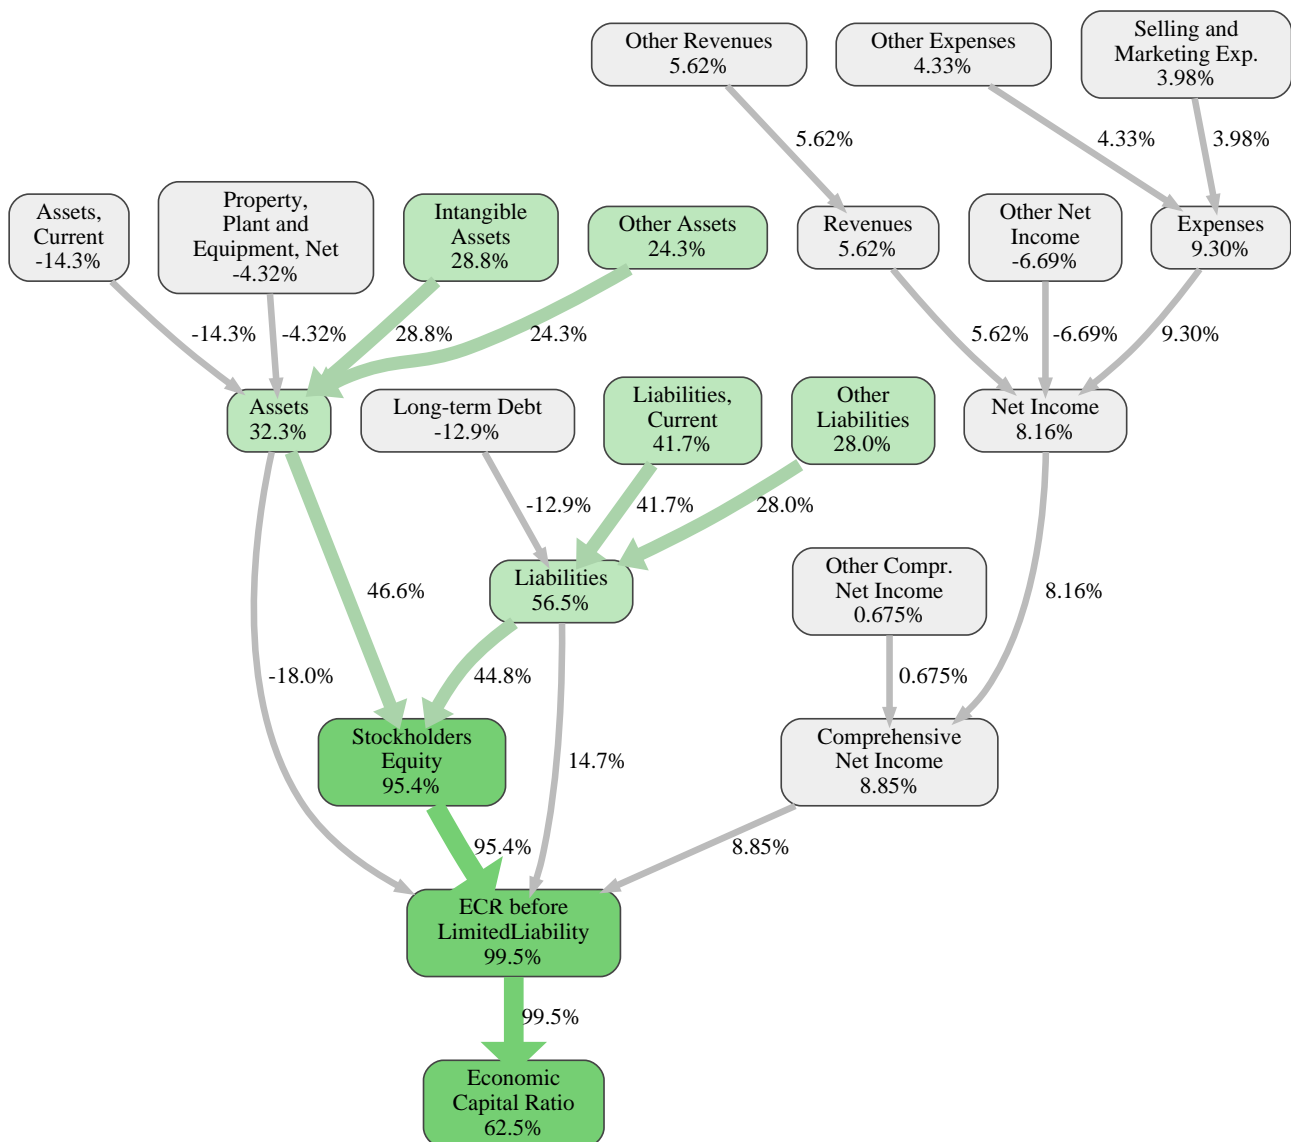 Other Revenues
5.62%
Other Expenses
4.33%
Selling and
Marketing Exp.
3.98%
5.62%
4.33%
3.98%
Assets,
Current
-14.3%
Property,
Plant and
Equipment, Net
-4.32%
Intangible
Assets
28.8%
Other Assets
24.3%
Revenues
5.62%
Other Net
Income
-6.69%
Expenses
9.30%
-14.3%
-4.32%
28.8%
24.3%
5.62%
-6.69%
9.30%
Assets
32.3%
Long-term Debt
-12.9%
Liabilities,
Current
41.7%
Other
Liabilities
28.0%
Net Income
8.16%
-12.9%
41.7%
28.0%
Liabilities
56.5%
Other Compr.
Net Income
0.675%
46.6%
8.16%
-18.0%
44.8%
0.675%
Stockholders
Equity
95.4%
14.7%
Comprehensive
Net Income
8.85%
95.4%
8.85%
ECR before
LimitedLiability
99.5%
99.5%
Economic
Capital Ratio
62.5%